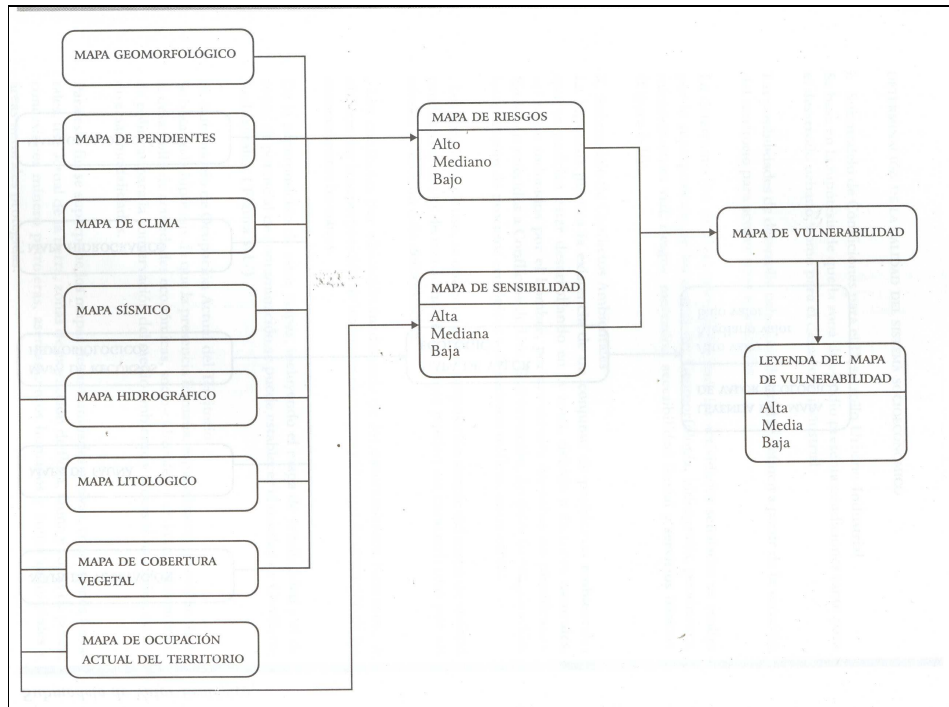 MAPA GEOMORFOLÓGICO
MAPA DE PENDIENTES
MAPA DE CLIMA
MAPA SÍSMICO
MAPA HIDROGRÁFICO
MAPA LITOLÓGICO
MAPA DE COBERTURA
VEGETAL
MAPA DE OCUPACIÓN
ACTUAL DEL TERRITORIO
MAPA DE RIESGOS
Alto
Mediano
Bajo
MAPA DE SENSIBILIDAD
Alta
Mediana
Baja
MAPA DE VULNERABILIDAD
LEYENDA DEL MAPA
DE VULNERABILIDAD
Alta
Media
Baja